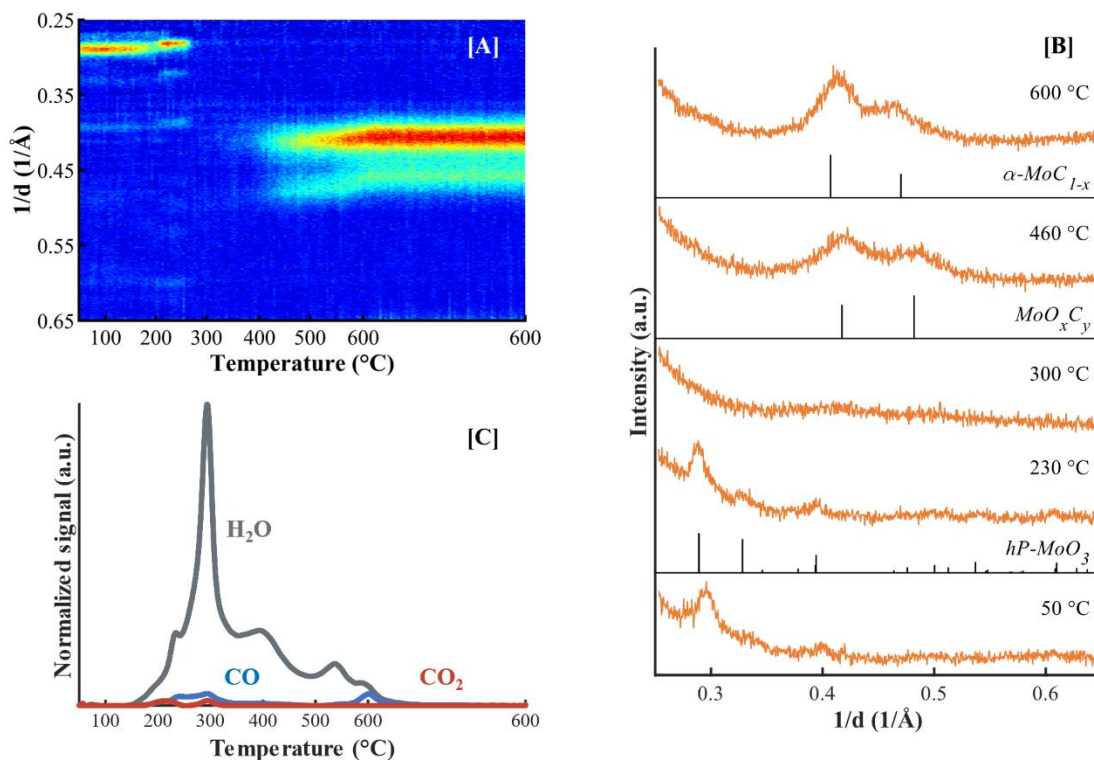 [A]
0.25
0.35
0.45
0.55
0.65
1/d (1/Å)
100 200 300 400 500 600 600
Temperature (°C)
[B]
600 °C
α-MoC1-x
460 °C
MoOxCy
300 °C
230 °C
hP-MoO3
50 °C
Intensity (a.u.)
0.3 0.4 0.5 0.6
1/d (1/Å)
[C]
Normalized signal (a.u.)
H2O
CO
CO2
100 200 300 400 500 600 600
Temperature (°C)